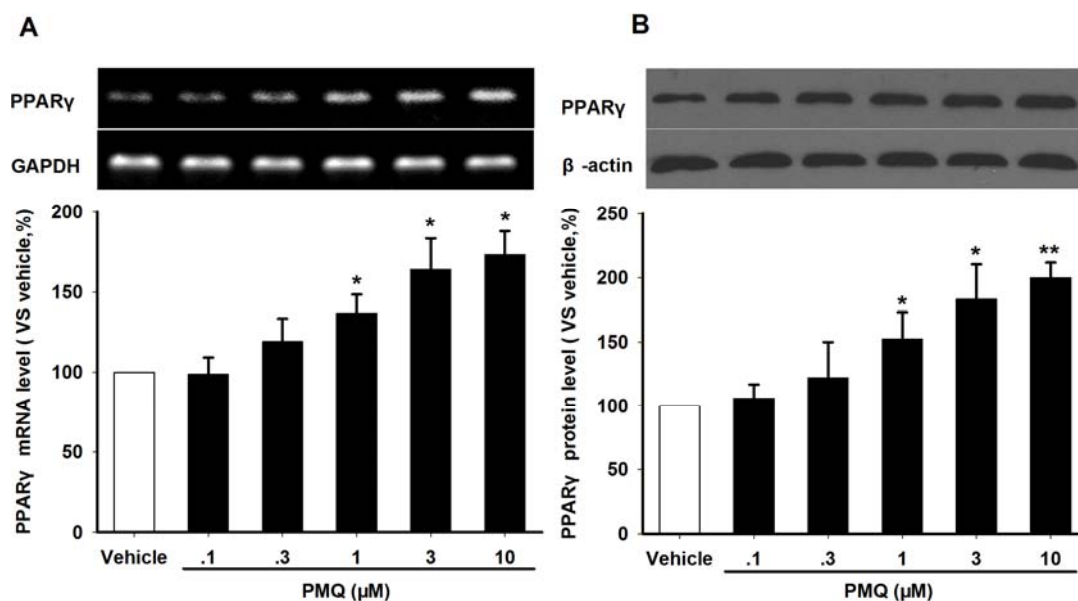 A
PPARγ
GAPDH
PPARγ mRNA level ( VS vehicle,%)
200
150
100
50
0
Vehicle .1 .3 1 3 10
PMQ (μM)
* * *
B
PPARγ
β -actin
PPARγ protein level ( VS vehicle,%)
250
200
150
100
50
0
Vehicle .1 .3 1 3 10
PMQ (μM)
* * **